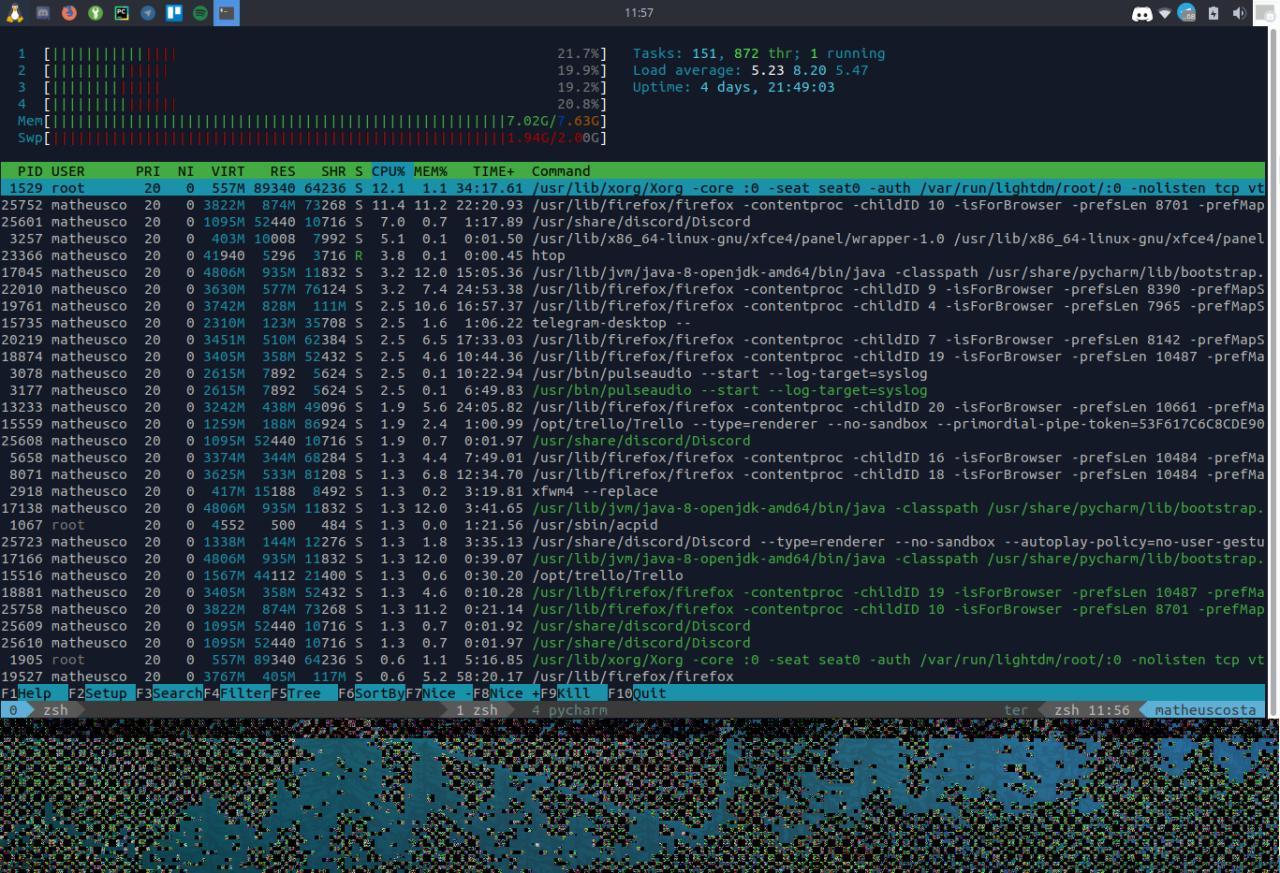 11:57
1 [|||||||||||||||| 21.7%] Tasks: 151, 872 thr; 1 running
2 [||||||||||||||| 19.9%] Load average: 5.23 8.20 5.47
3 [|||||||||||||| 19.2%] Uptime: 4 days, 21:49:03
4 [|||||||||||||||| 20.8%]
Mem[||||||||||||||||||||||||||||||||||||||||||||||||||||||7.02G/7.63G]
Swp[||||||||||||||||||||||||||||||||||||||||||||||||||||||1.94G/2.00G]
PID USER PRI NI VIRT RES SHR S CPU% MEM% TIME+ Command
1529 root 20 0 557M 89340 64236 S 12.1 1.1 34:17.61 /usr/lib/xorg/Xorg -core :0 -seat seat0 -auth /var/run/lightdm/root/:0 -nolisten tcp vt
25752 matheusco 20 0 3822M 874M 73268 S 11.4 11.2 22:20.93 /usr/lib/firefox/firefox -contentproc -childID 10 -isForBrowser -prefsLen 8701 -prefMap
25601 matheusco 20 0 1095M 52440 10716 S 7.0 0.7 1:17.89 /usr/share/discord/Discord
3257 matheusco 20 0 403M 10008 7992 S 5.1 0.1 0:01.50 /usr/lib/x86_64-linux-gnu/xfce4/panel/wrapper-1.0 /usr/lib/x86_64-linux-gnu/xfce4/panel
23366 matheusco 20 0 41940 5296 3716 R 3.8 0.1 0:00.45 htop
17045 matheusco 20 0 4806M 935M 11832 S 3.2 12.0 15:05.36 /usr/lib/jvm/java-8-openjdk-amd64/bin/java -classpath /usr/share/pycharm/lib/bootstrap.
22010 matheusco 20 0 3630M 577M 76124 S 3.2 7.4 24:53.38 /usr/lib/firefox/firefox -contentproc -childID 9 -isForBrowser -prefsLen 8390 -prefMapS
19761 matheusco 20 0 3742M 828M 111M S 2.5 10.6 16:57.37 /usr/lib/firefox/firefox -contentproc -childID 4 -isForBrowser -prefsLen 7965 -prefMapS
15735 matheusco 20 0 2310M 123M 35708 S 2.5 1.6 1:06.22 telegram-desktop --
20219 matheusco 20 0 3451M 510M 62384 S 2.5 6.5 17:33.03 /usr/lib/firefox/firefox -contentproc -childID 7 -isForBrowser -prefsLen 8142 -prefMapS
18874 matheusco 20 0 3405M 358M 52432 S 2.5 4.6 10:44.36 /usr/lib/firefox/firefox -contentproc -childID 19 -isForBrowser -prefsLen 10487 -prefMa
3078 matheusco 20 0 2615M 7892 5624 S 2.5 0.1 10:22.94 /usr/bin/pulseaudio --start --log-target=syslog
3177 matheusco 20 0 2615M 7892 5624 S 2.5 0.1 6:49.83 /usr/bin/pulseaudio --start --log-target=syslog
13233 matheusco 20 0 3242M 438M 49096 S 1.9 5.6 24:05.82 /usr/lib/firefox/firefox -contentproc -childID 20 -isForBrowser -prefsLen 10661 -prefMa
15559 matheusco 20 0 1259M 188M 86924 S 1.9 2.4 1:00.99 /opt/trello/Trello --type=renderer --no-sandbox --primordial-pipe-token=53F617C6C8CDE90
25608 matheusco 20 0 1095M 52440 10716 S 1.9 0.7 0:01.97 /usr/share/discord/Discord
5658 matheusco 20 0 3374M 344M 68284 S 1.3 4.4 7:49.01 /usr/lib/firefox/firefox -contentproc -childID 16 -isForBrowser -prefsLen 10484 -prefMa
8071 matheusco 20 0 3625M 533M 81208 S 1.3 6.8 12:34.70 /usr/lib/firefox/firefox -contentproc -childID 18 -isForBrowser -prefsLen 10484 -prefMa
2918 matheusco 20 0 417M 15188 8492 S 1.3 0.2 3:19.81 xfwm4 --replace
17138 matheusco 20 0 4806M 935M 11832 S 1.3 12.0 3:41.65 /usr/lib/jvm/java-8-openjdk-amd64/bin/java -classpath /usr/share/pycharm/lib/bootstrap.
1067 root 20 0 4552 500 484 S 1.3 0.0 1:21.56 /usr/sbin/acpid
25723 matheusco 20 0 1338M 144M 12276 S 1.3 1.8 3:35.13 /usr/share/discord/Discord --type=renderer --no-sandbox --autoplay-policy=no-user-gestu
17166 matheusco 20 0 4806M 935M 11832 S 1.3 12.0 0:39.07 /usr/lib/jvm/java-8-openjdk-amd64/bin/java -classpath /usr/share/pycharm/lib/bootstrap.
15516 matheusco 20 0 1567M 44112 21400 S 1.3 0.6 0:30.20 /opt/trello/Trello
18881 matheusco 20 0 3405M 358M 52432 S 1.3 4.6 0:10.28 /usr/lib/firefox/firefox -contentproc -childID 19 -isForBrowser -prefsLen 10487 -prefMa
25758 matheusco 20 0 3822M 874M 73268 S 1.3 11.2 0:21.14 /usr/lib/firefox/firefox -contentproc -childID 10 -isForBrowser -prefsLen 8701 -prefMap
25609 matheusco 20 0 1095M 52440 10716 S 1.3 0.7 0:01.92 /usr/share/discord/Discord
25610 matheusco 20 0 1095M 52440 10716 S 1.3 0.7 0:01.97 /usr/share/discord/Discord
1905 root 20 0 557M 89340 64236 S 0.6 1.1 5:16.85 /usr/lib/xorg/Xorg -core :0 -seat seat0 -auth /var/run/lightdm/root/:0 -nolisten tcp vt
19527 matheusco 20 0 3767M 405M 117M S 0.6 5.2 58:20.17 /usr/lib/firefox/firefox
F1Help F2Setup F3SearchF4FilterF5Tree F6SortByF7Nice -F8Nice +F9Kill F10Quit
0 zsh 1 zsh 4 pycharm ter zsh 11:56 matheuscosta